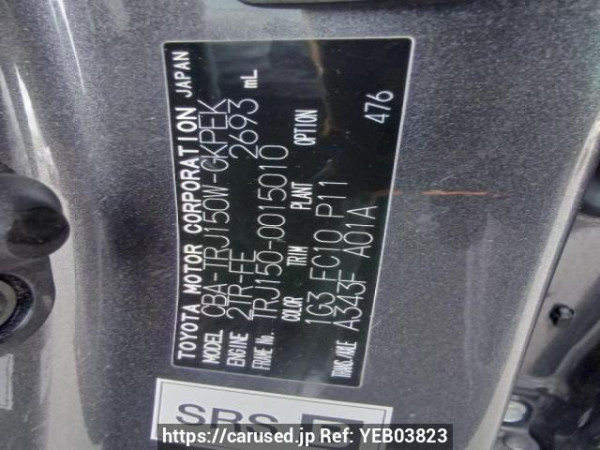 TOYOTA MOTOR CORPORATION JAPAN
MODEL CBA-TRJ150W-GKPEK
ENGINE 2TR-FE 2693 mL
FRAME No. TRJ150-0015010
COLOR TRIM PLANT OPTION
1G3 FC10 P11 476
TRANS./AXLE A343F A01A
SRS
https://carused.jp Ref: YEB03823